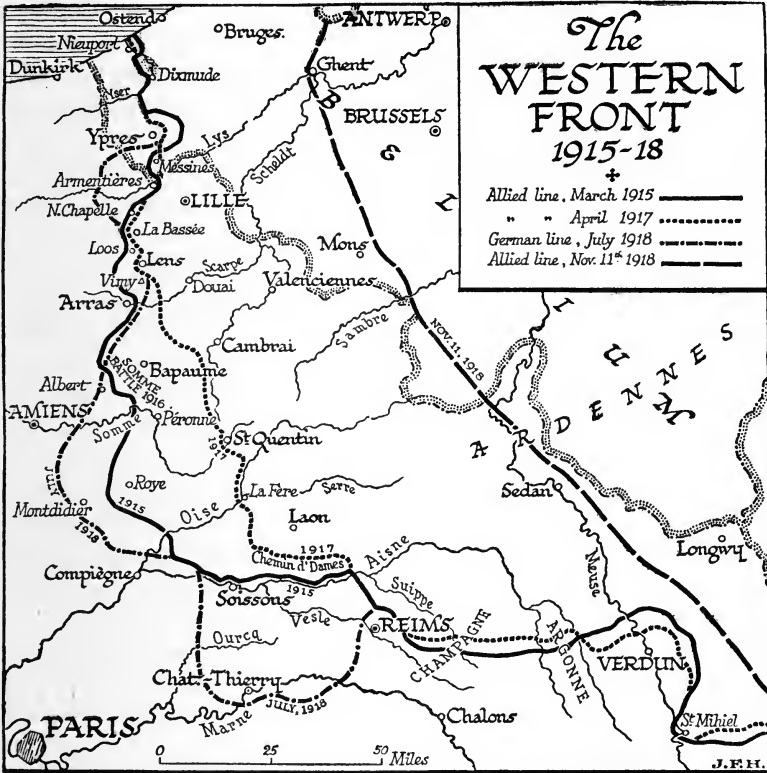 The
WESTERN
FRONT
1915-18
Allied line, March 1915
„ „ April 1917
German line, July 1918
Allied line, Nov. 11th 1918
Ostend
Bruges.
ANTWERP
Nieuport
Dunkirk
Dixmude
Ghent
Yser
BRUSSELS
Ypres
Lys
Scheldt
Messines
Armentières
LILLE
N. Chapelle
La Bassée
Mons
Loos
Lens
Scarpe
Valenciennes
Vimy
Douai
Arras
BELGIUM
Cambrai
Sambre
NOV. 11, 1918
SOMME
BATTLE 1916
Bapaume
Albert
AMIENS
Somme
Péronne
1917
St Quentin
ARDENNES
JULY
1918
Roye
La Fère
Serre
Sedan
Montdidier
1915
Oise
Laon
Longwy
1917
Chemin d'Dames
Aisne
Meuse
Compiègne
1915
Soissons
Suippe
Vesle
REIMS
CHAMPAGNE
ARGONNE
Ourcq
VERDUN
Chat.-Thierry
JULY, 1918
Marne
Chalons
St Mihiel
PARIS
0 25 50 Miles
J.F.H.